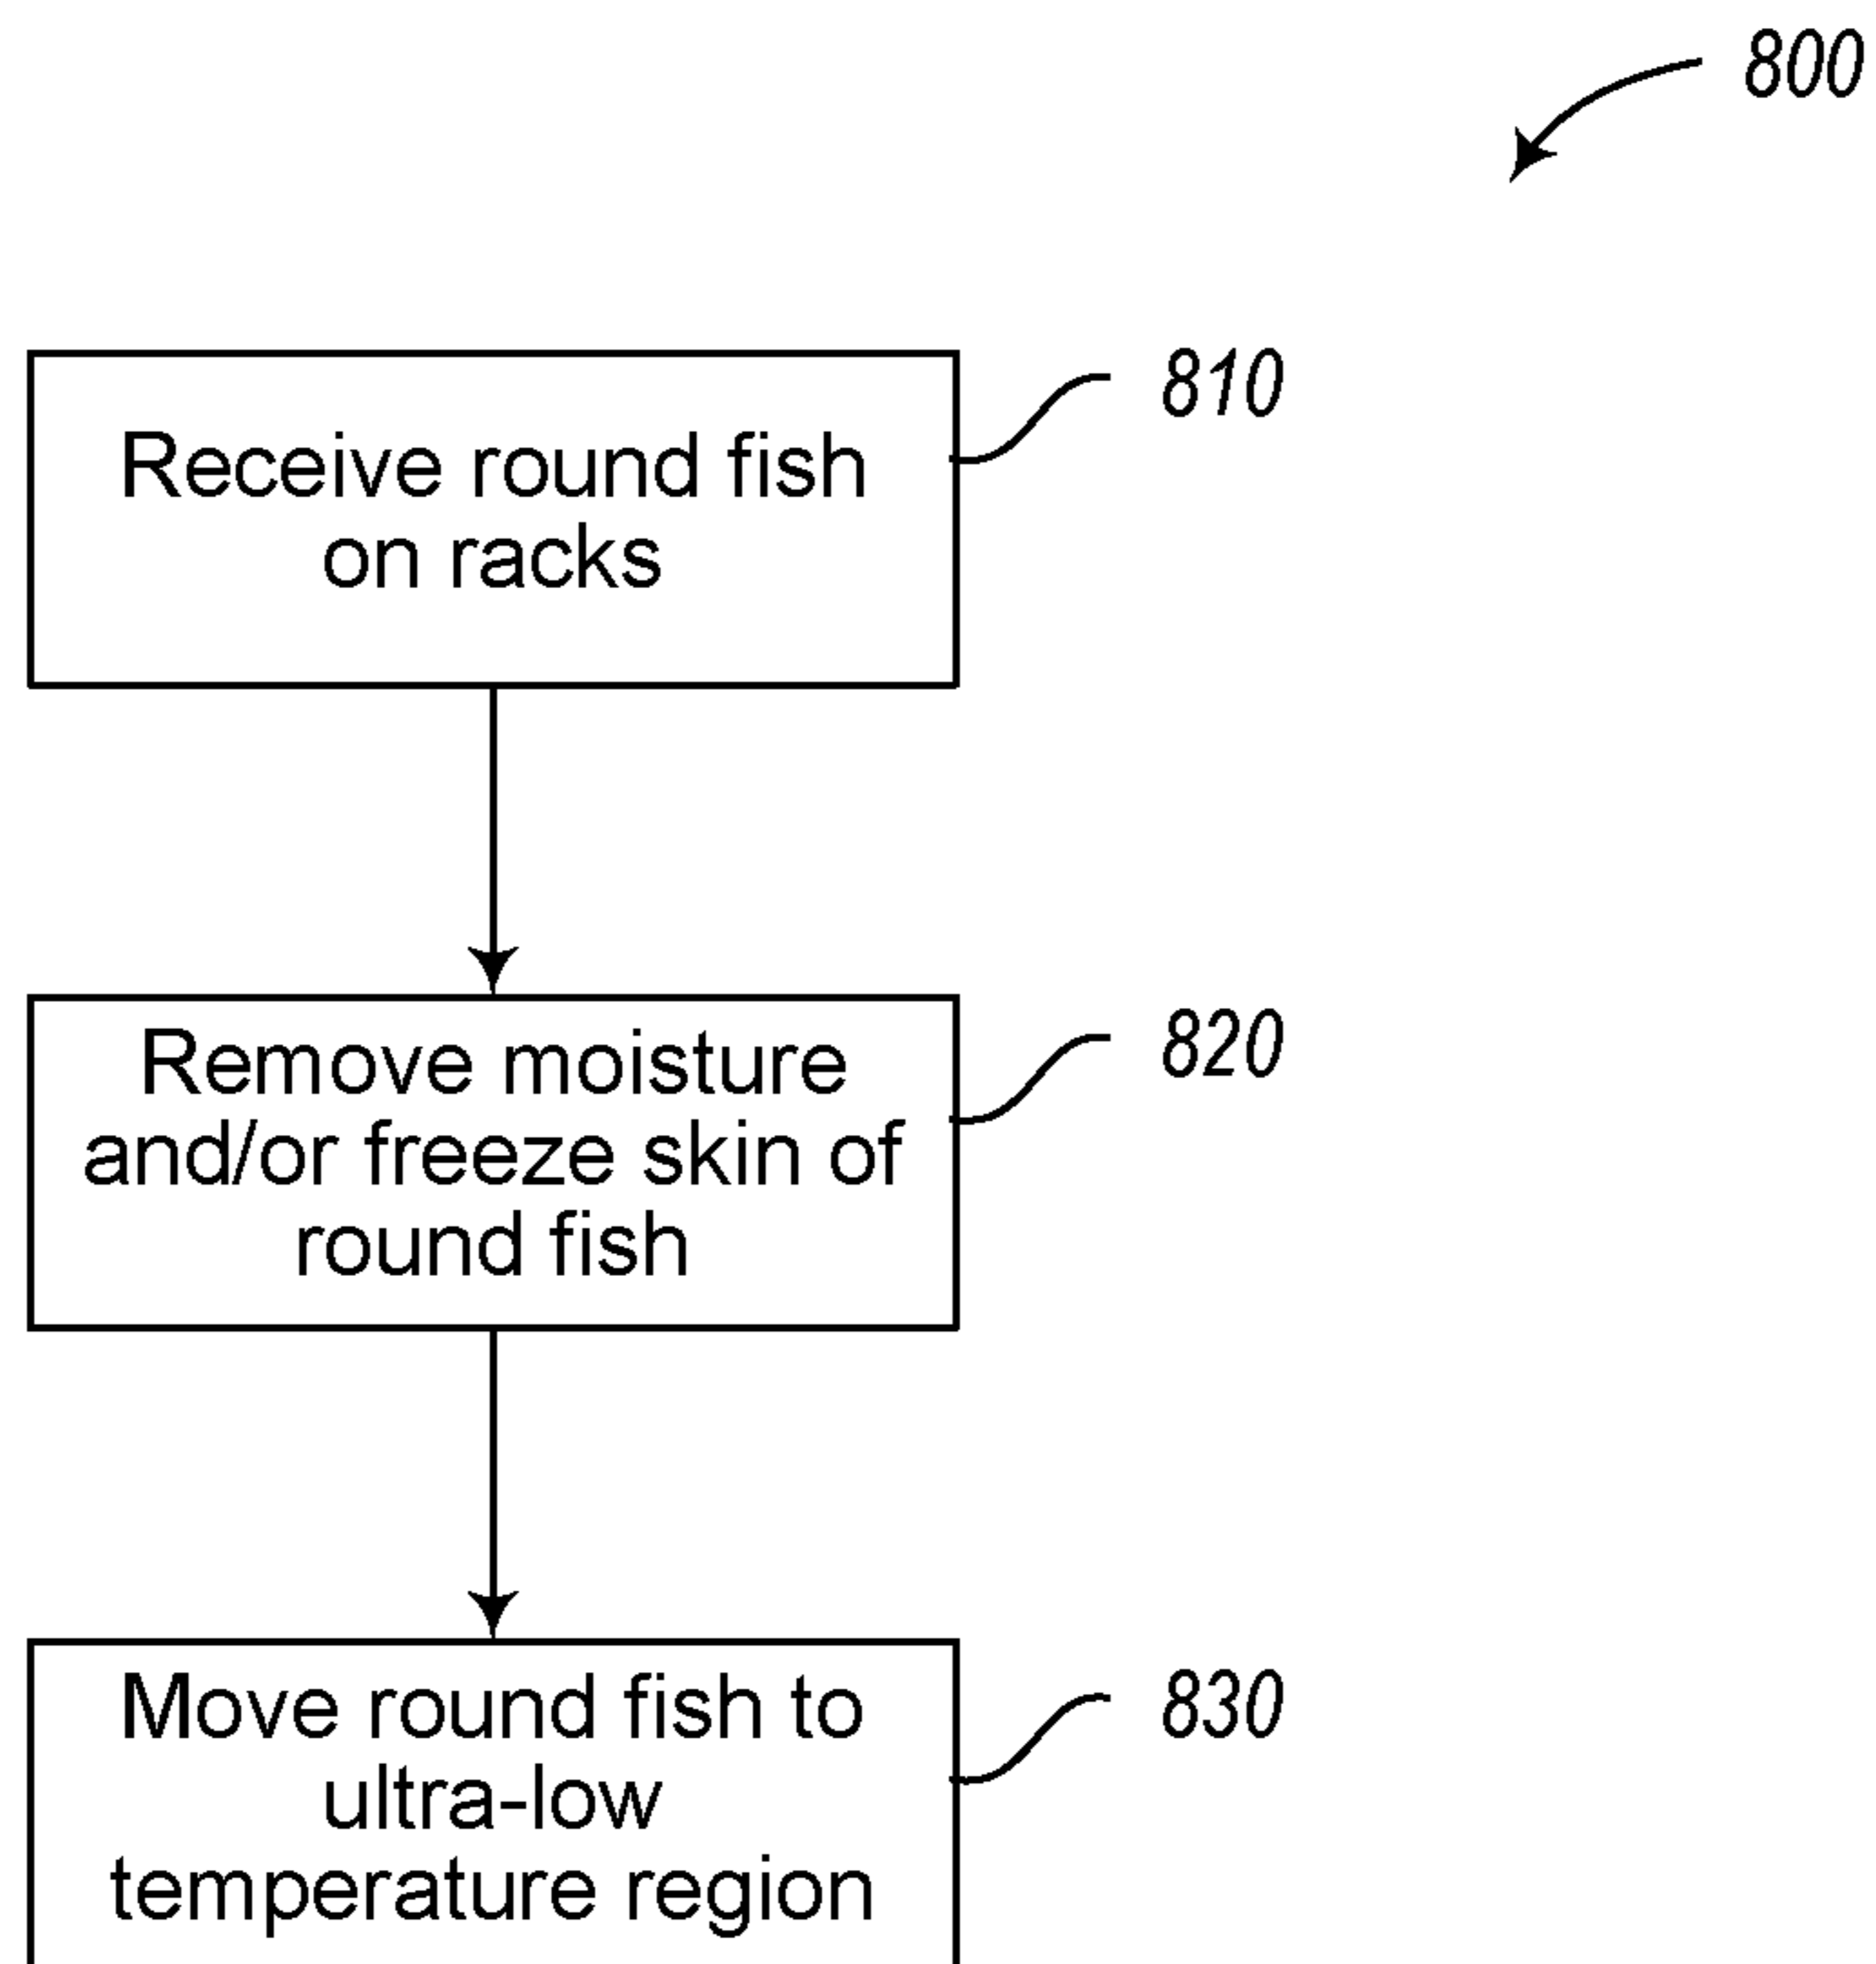 800
810
Receive round fish
on racks
820
Remove moisture
and/or freeze skin of
round fish
830
Move round fish to
ultra-low
temperature region